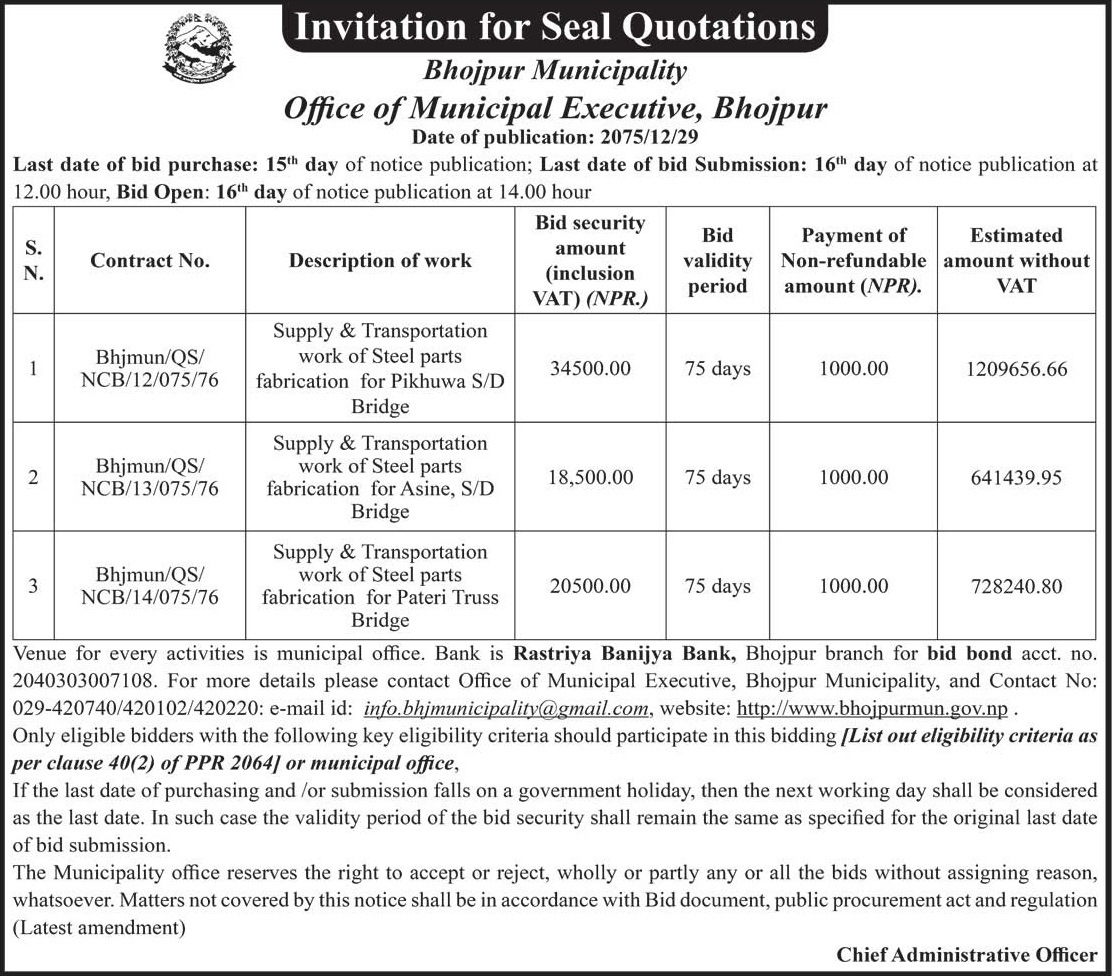 Invitation for Seal Quotations
Bhojpur Municipality
Office of Municipal Executive, Bhojpur
Date of publication: 2075/12/29
Last date of bid purchase: 15th day of notice publication; Last date of bid Submission: 16th day of notice publication at
12.00 hour, Bid Open: 16th day of notice publication at 14.00 hour
S.
N.
Contract No.
Description of work
Bid security
amount
(inclusion
VAT) (NPR.)
Bid
validity
period
Payment of
Non-refundable
amount (NPR).
Estimated
amount without
VAT
1
Bhjmun/QS/
NCB/12/075/76
Supply & Transportation
work of Steel parts
fabrication for Pikhuwa S/D
Bridge
34500.00
75 days
1000.00
1209656.66
2
Bhjmun/QS/
NCB/13/075/76
Supply & Transportation
work of Steel parts
fabrication for Asine, S/D
Bridge
18,500.00
75 days
1000.00
641439.95
3
Bhjmun/QS/
NCB/14/075/76
Supply & Transportation
work of Steel parts
fabrication for Pateri Truss
Bridge
20500.00
75 days
1000.00
728240.80
Venue for every activities is municipal office. Bank is Rastriya Banijya Bank, Bhojpur branch for bid bond acct. no.
2040303007108. For more details please contact Office of Municipal Executive, Bhojpur Municipality, and Contact No:
029-420740/420102/420220: e-mail id: info.bhjmunicipality@gmail.com, website: http://www.bhojpurmun.gov.np .
Only eligible bidders with the following key eligibility criteria should participate in this bidding [List out eligibility criteria as
per clause 40(2) of PPR 2064] or municipal office,
If the last date of purchasing and /or submission falls on a government holiday, then the next working day shall be considered
as the last date. In such case the validity period of the bid security shall remain the same as specified for the original last date
of bid submission.
The Municipality office reserves the right to accept or reject, wholly or partly any or all the bids without assigning reason,
whatsoever. Matters not covered by this notice shall be in accordance with Bid document, public procurement act and regulation
(Latest amendment)
Chief Administrative Officer